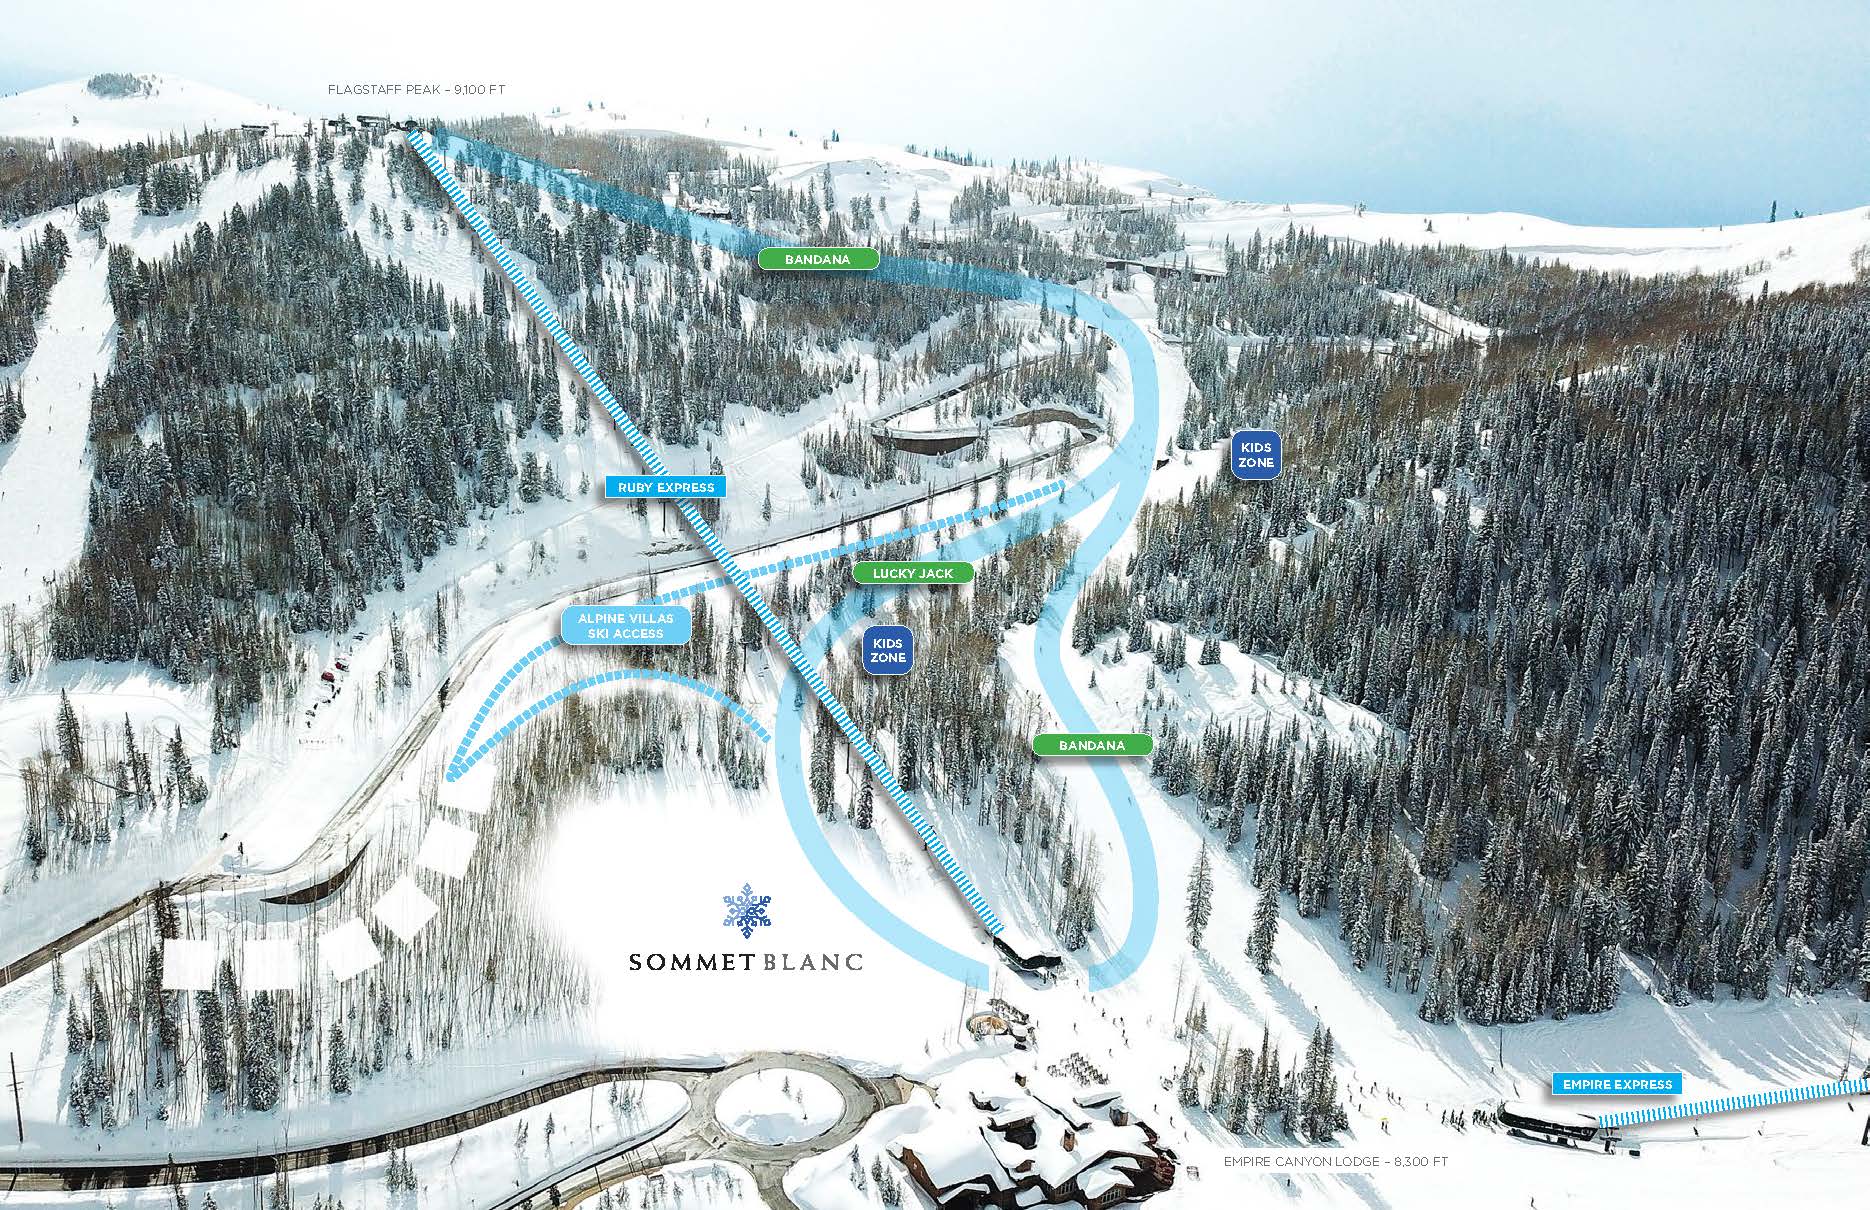 FLAGSTAFF PEAK – 9,100 FT
BANDANA
KIDS
ZONE
RUBY EXPRESS
LUCKY JACK
ALPINE VILLAS
SKI ACCESS
KIDS
ZONE
BANDANA
SOMMET BLANC
EMPIRE EXPRESS
EMPIRE CANYON LODGE – 8,300 FT